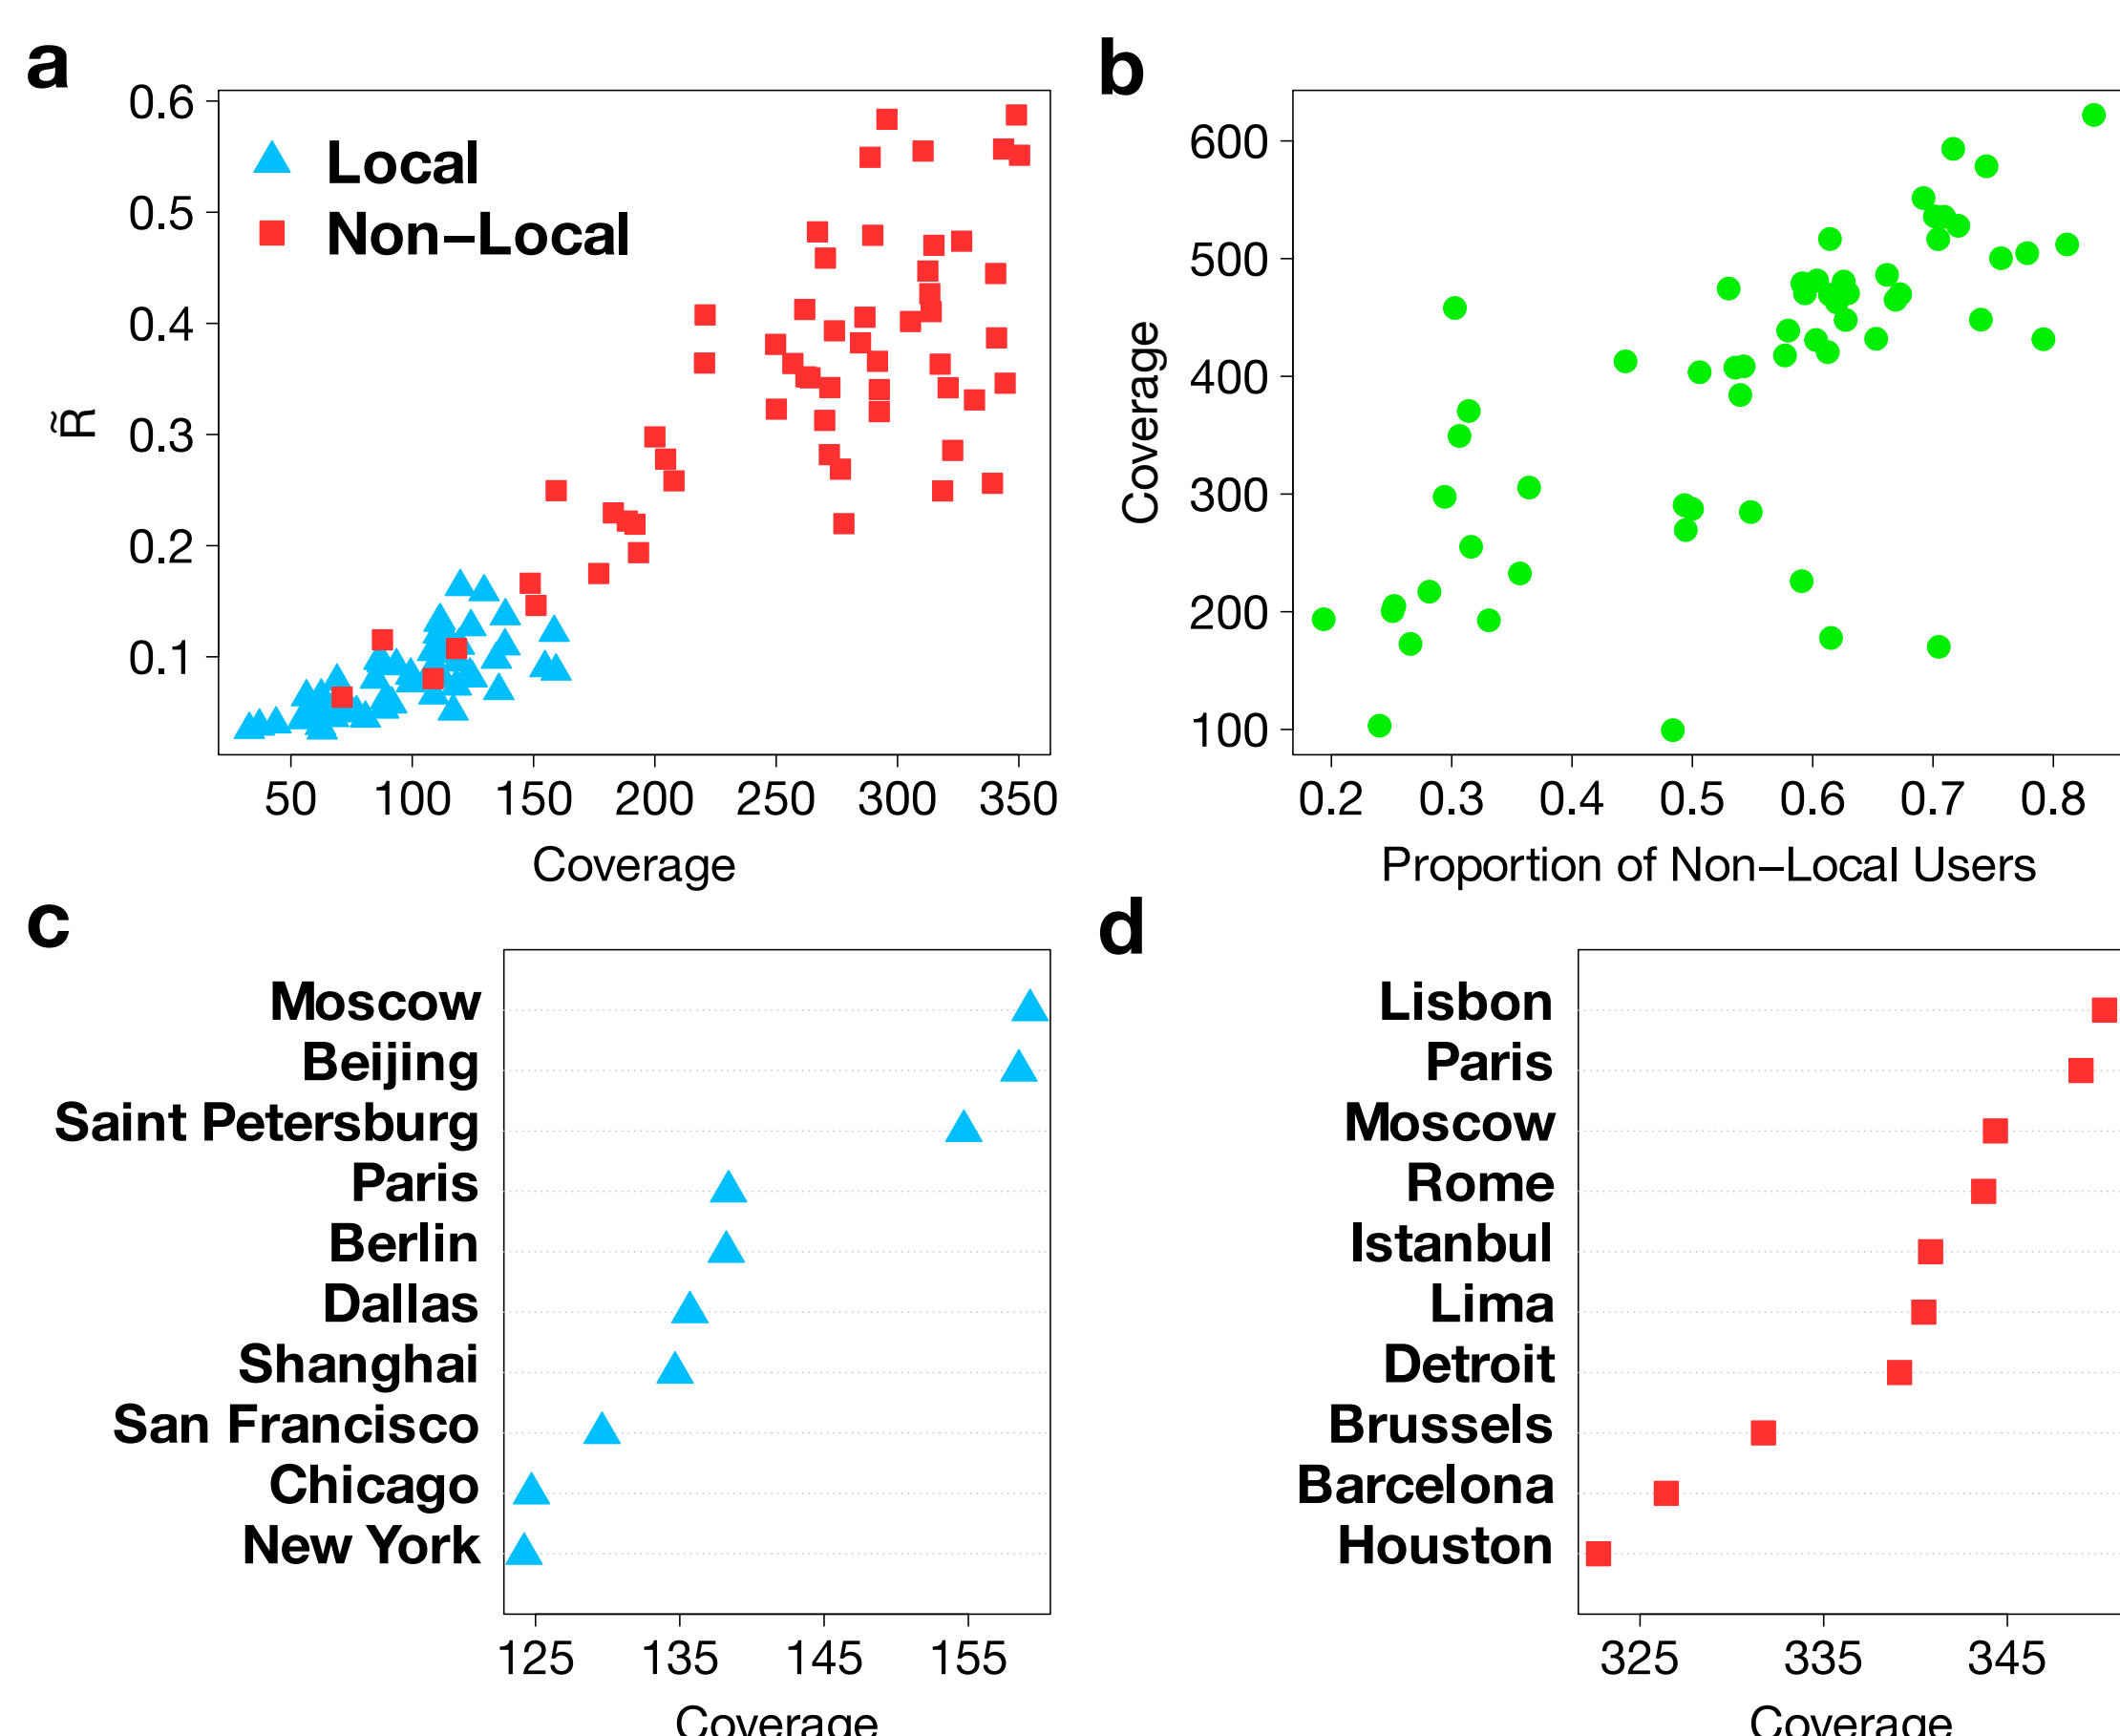 a
0.6
0.5
0.4
0.3
0.2
0.1
R̃
Local
Non–Local
50 100 150 200 250 300 350
Coverage
b
600
500
400
300
200
100
Coverage
0.2 0.3 0.4 0.5 0.6 0.7 0.8
Proportion of Non–Local Users
c
Moscow
Beijing
Saint Petersburg
Paris
Berlin
Dallas
Shanghai
San Francisco
Chicago
New York
125 135 145 155
Coverage
d
Lisbon
Paris
Moscow
Rome
Istanbul
Lima
Detroit
Brussels
Barcelona
Houston
325 335 345
Coverage